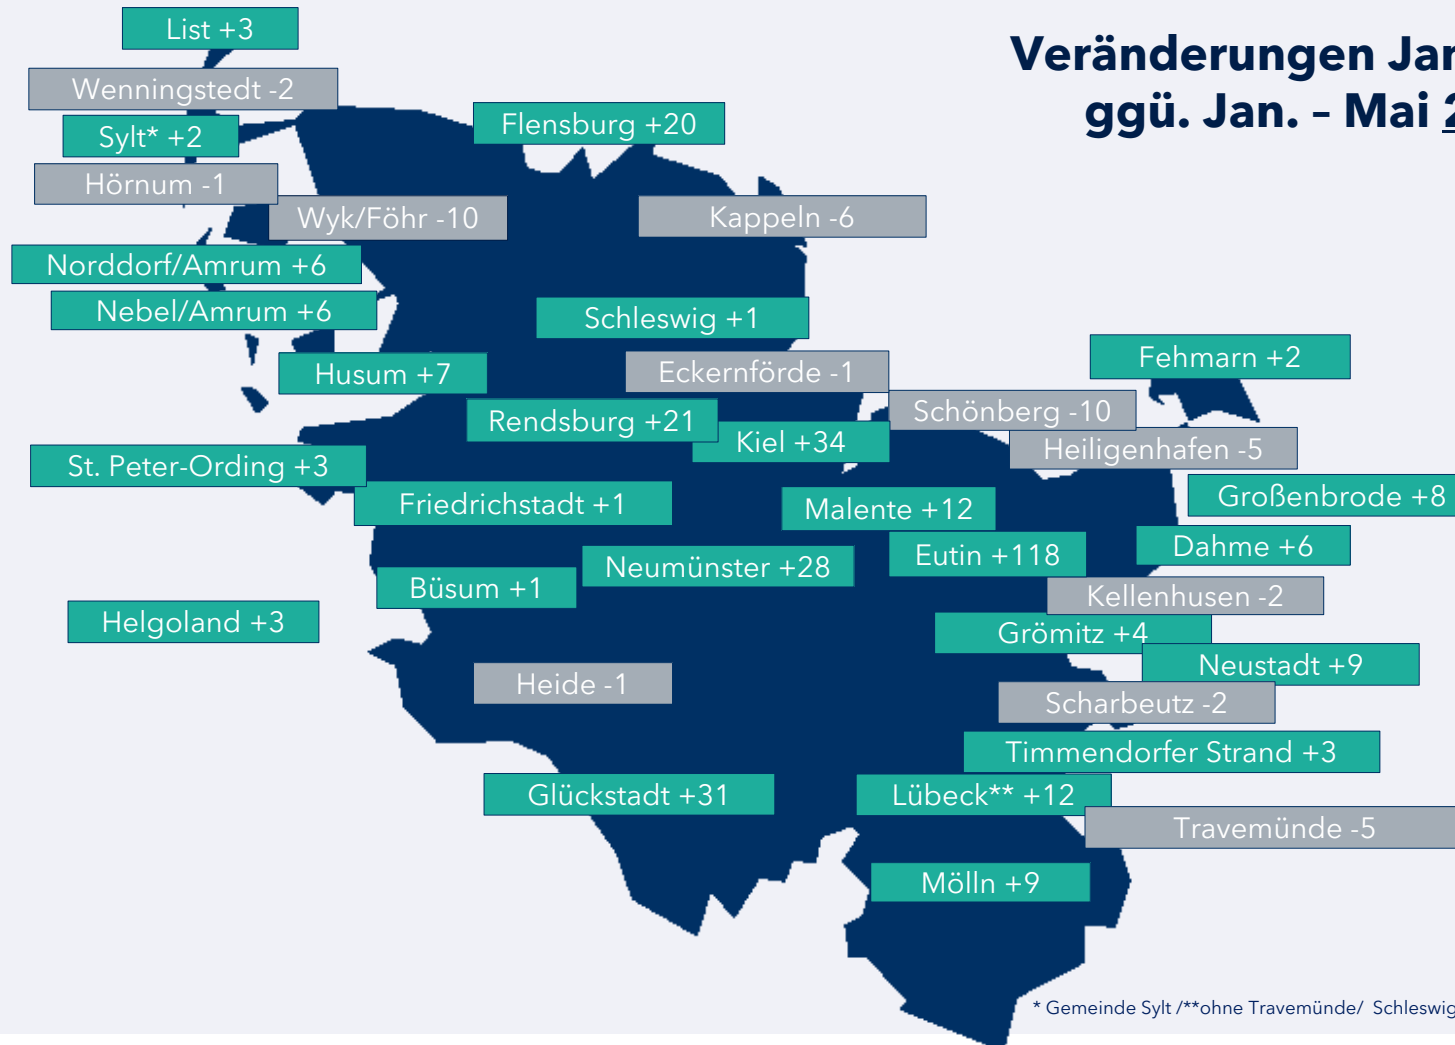 List +3
Veränderungen Jan
ggü. Jan. – Mai
Wenningstedt -2
Sylt* +2
Flensburg +20
Hörnum -1
Wyk/Föhr -10
Kappeln -6
Norddorf/Amrum +6
Nebel/Amrum +6
Schleswig +1
Husum +7
Eckernförde -1
Fehmarn +2
Schönberg -10
Rendsburg +21
Kiel +34
Heiligenhafen -5
St. Peter-Ording +3
Friedrichstadt +1
Malente +12
Großenbrode +8
Dahme +6
Eutin +118
Neumünster +28
Büsum +1
Kellenhusen -2
Helgoland +3
Grömitz +4
Neustadt +9
Heide -1
Scharbeutz -2
Timmendorfer Strand +3
Glückstadt +31
Lübeck** +12
Travemünde -5
Mölln +9
* Gemeinde Sylt /**ohne Travemünde/ Schleswig